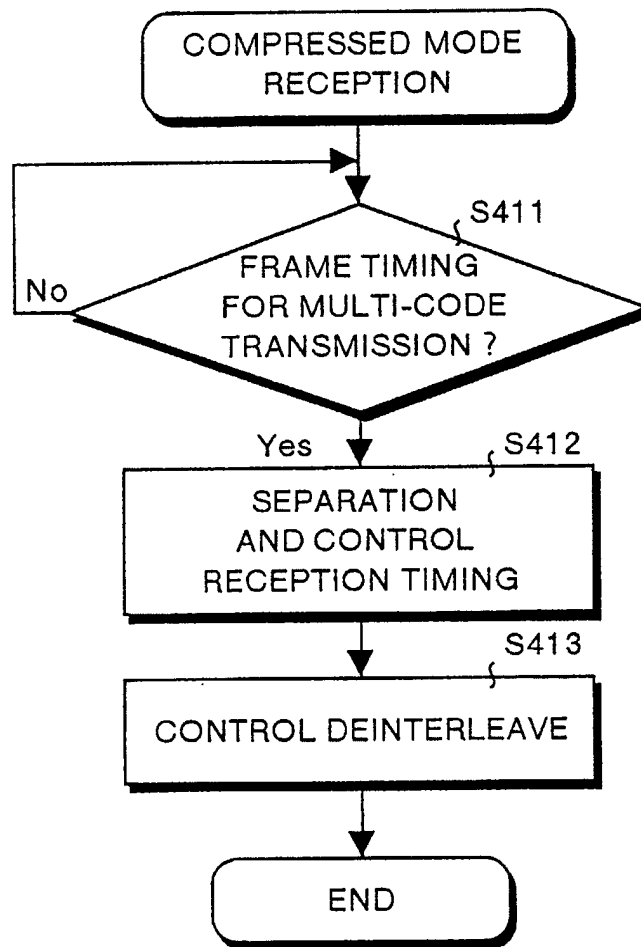 COMPRESSED MODE
RECEPTION
S411
FRAME TIMING
FOR MULTI-CODE
TRANSMISSION ?
No
Yes
S412
SEPARATION
AND CONTROL
RECEPTION TIMING
S413
CONTROL DEINTERLEAVE
END